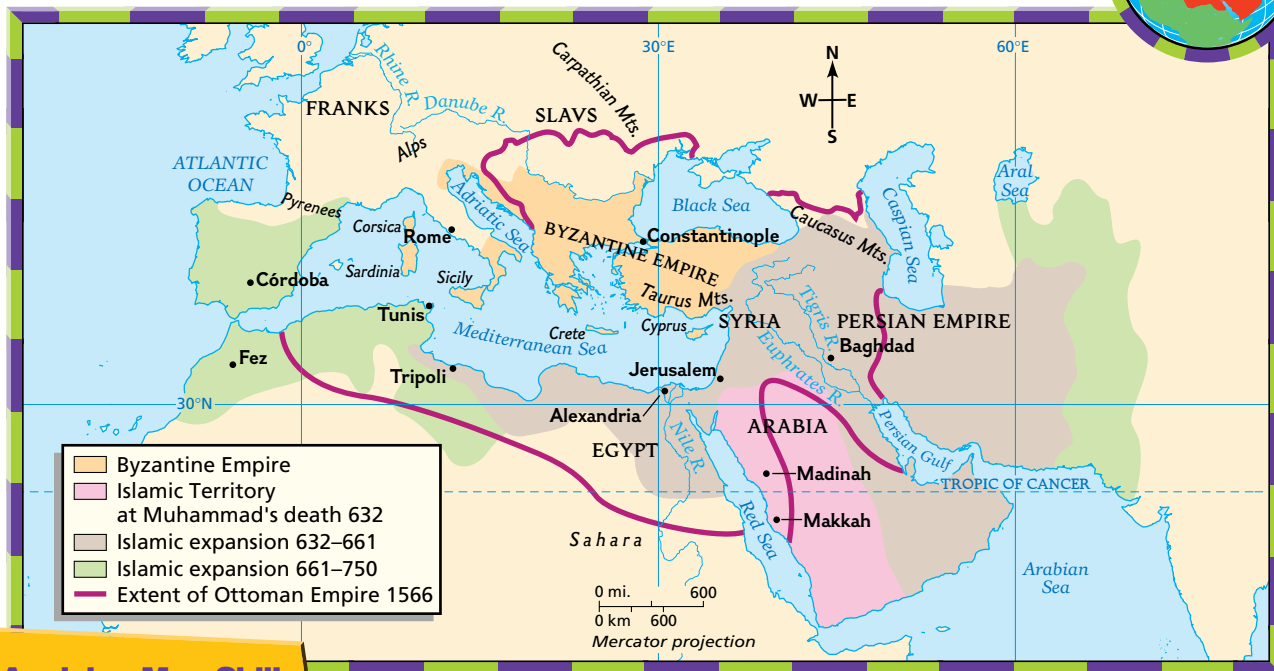 0°
30°E
60°E
N
W E
S
Rhine R.
Carpathian Mts.
FRANKS
Danube R.
SLAVS
Alps
ATLANTIC
OCEAN
Aral
Sea
Pyrenees
Adriatic Sea
Black Sea
Caspian Sea
Corsica
Rome
BYZANTINE EMPIRE
Constantinople
Caucasus Mts.
Sardinia
Sicily
Córdoba
Taurus Mts.
Tunis
Mediterranean Sea
Crete
Cyprus
SYRIA
Tigris R.
PERSIAN EMPIRE
Baghdad
Fez
Tripoli
Jerusalem
Euphrates R.
30°N
Alexandria
ARABIA
Persian Gulf
EGYPT
Nile R.
Madinah
TROPIC OF CANCER
Makkah
Red Sea
Sahara
Arabian
Sea
Byzantine Empire
Islamic Territory
at Muhammad's death 632
Islamic expansion 632–661
Islamic expansion 661–750
Extent of Ottoman Empire 1566
0 mi. 600
0 km 600
Mercator projection